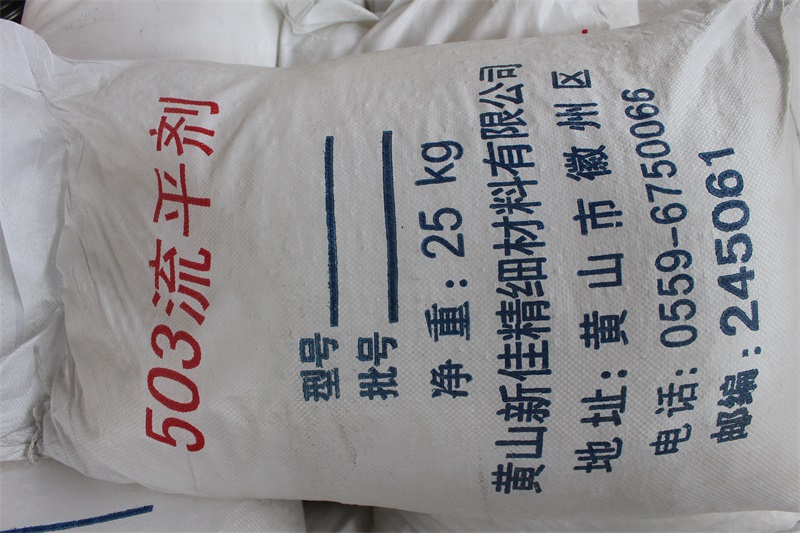 503流平剂
型号
批号
净重：25 kg
黄山新佳精细材料有限公司
地址：黄山市徽州区
电话：0559-6750066
邮编：245061